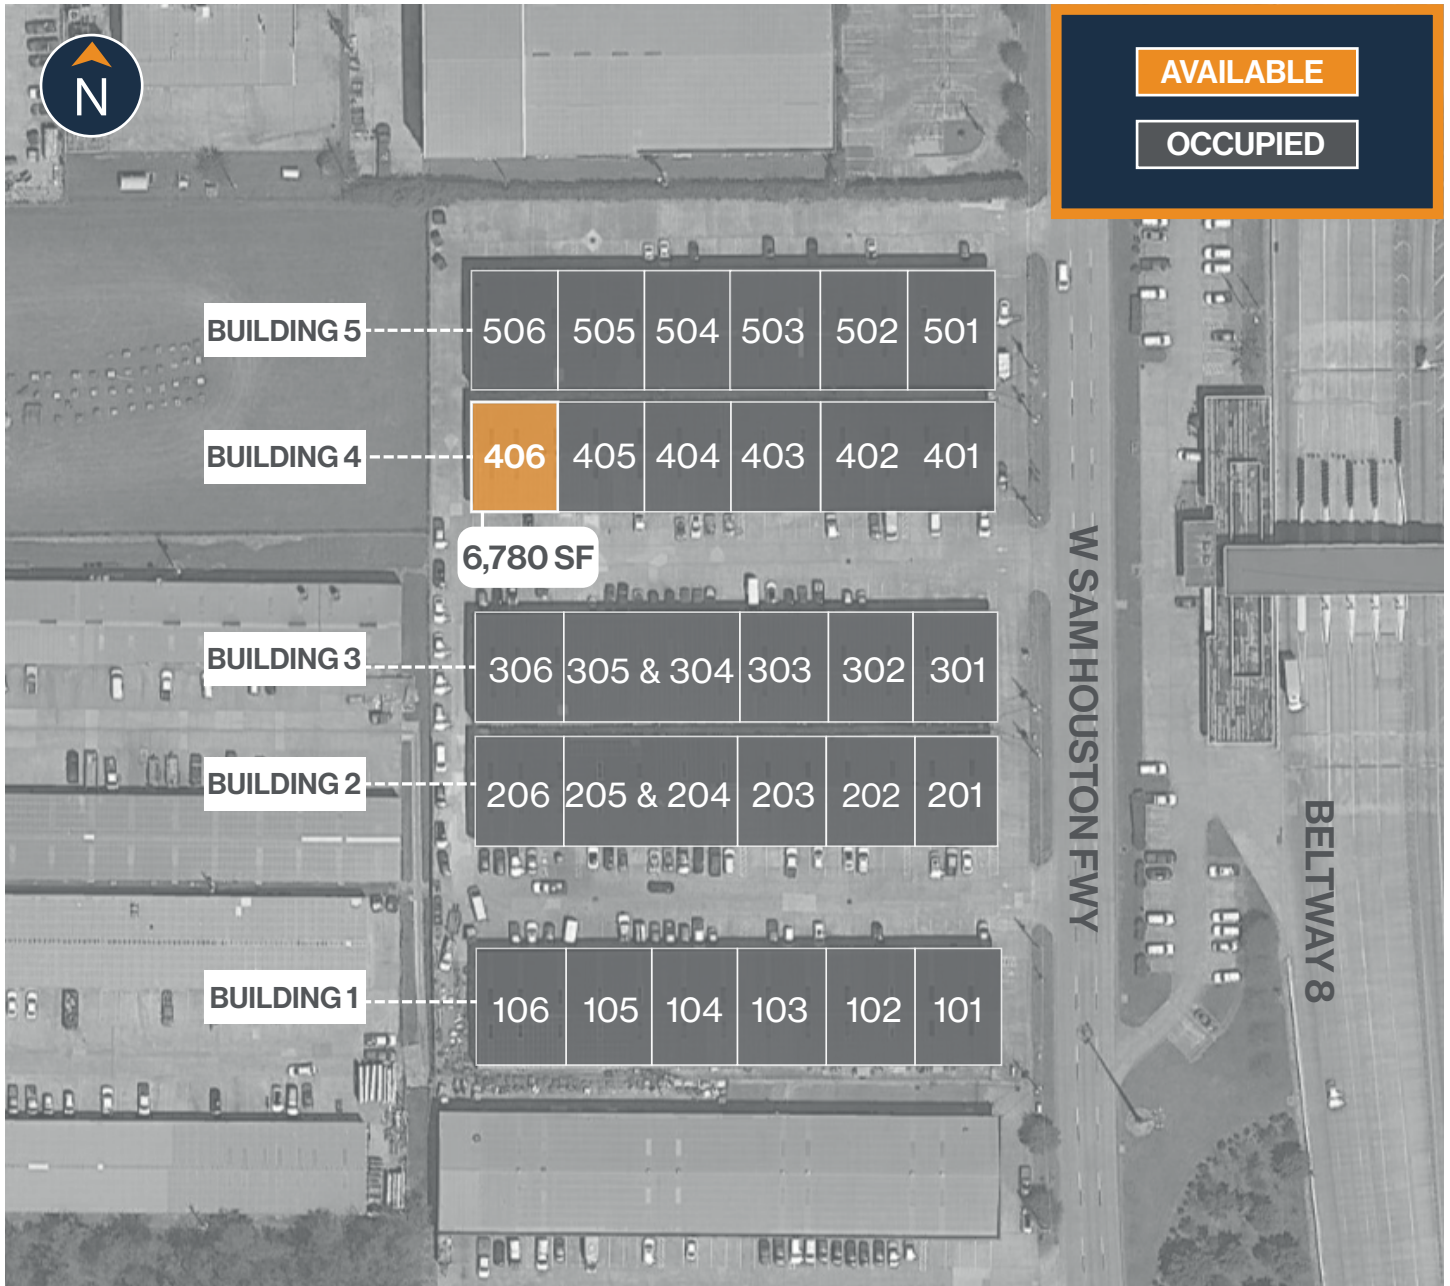 N
AVAILABLE
OCCUPIED
BUILDING 5
506 505 504 503 502 501
BUILDING 4
406 405 404 403 402 401
6,780 SF
BUILDING 3
306 305 & 304 303 302 301
BUILDING 2
206 205 & 204 203 202 201
BUILDING 1
106 105 104 103 102 101
W SAM HOUSTON FWY
BELTWAY 8